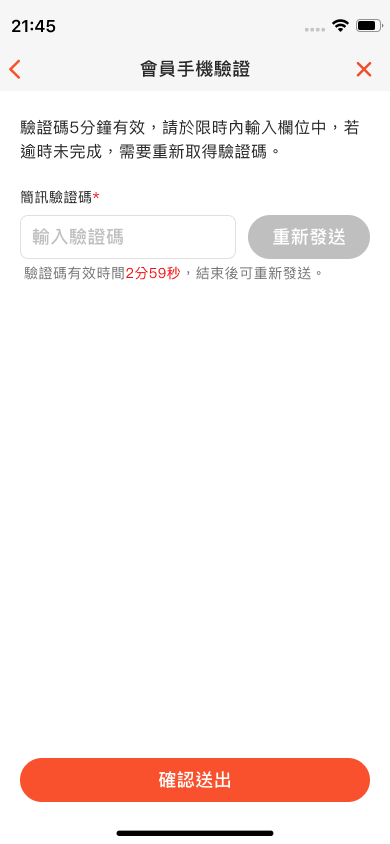 21:45
會員手機驗證
驗證碼5分鐘有效，請於限時內輸入欄位中，若
逾時未完成，需要重新取得驗證碼。
簡訊驗證碼*
輸入驗證碼
重新發送
驗證碼有效時間2分59秒，結束後可重新發送。
確認送出